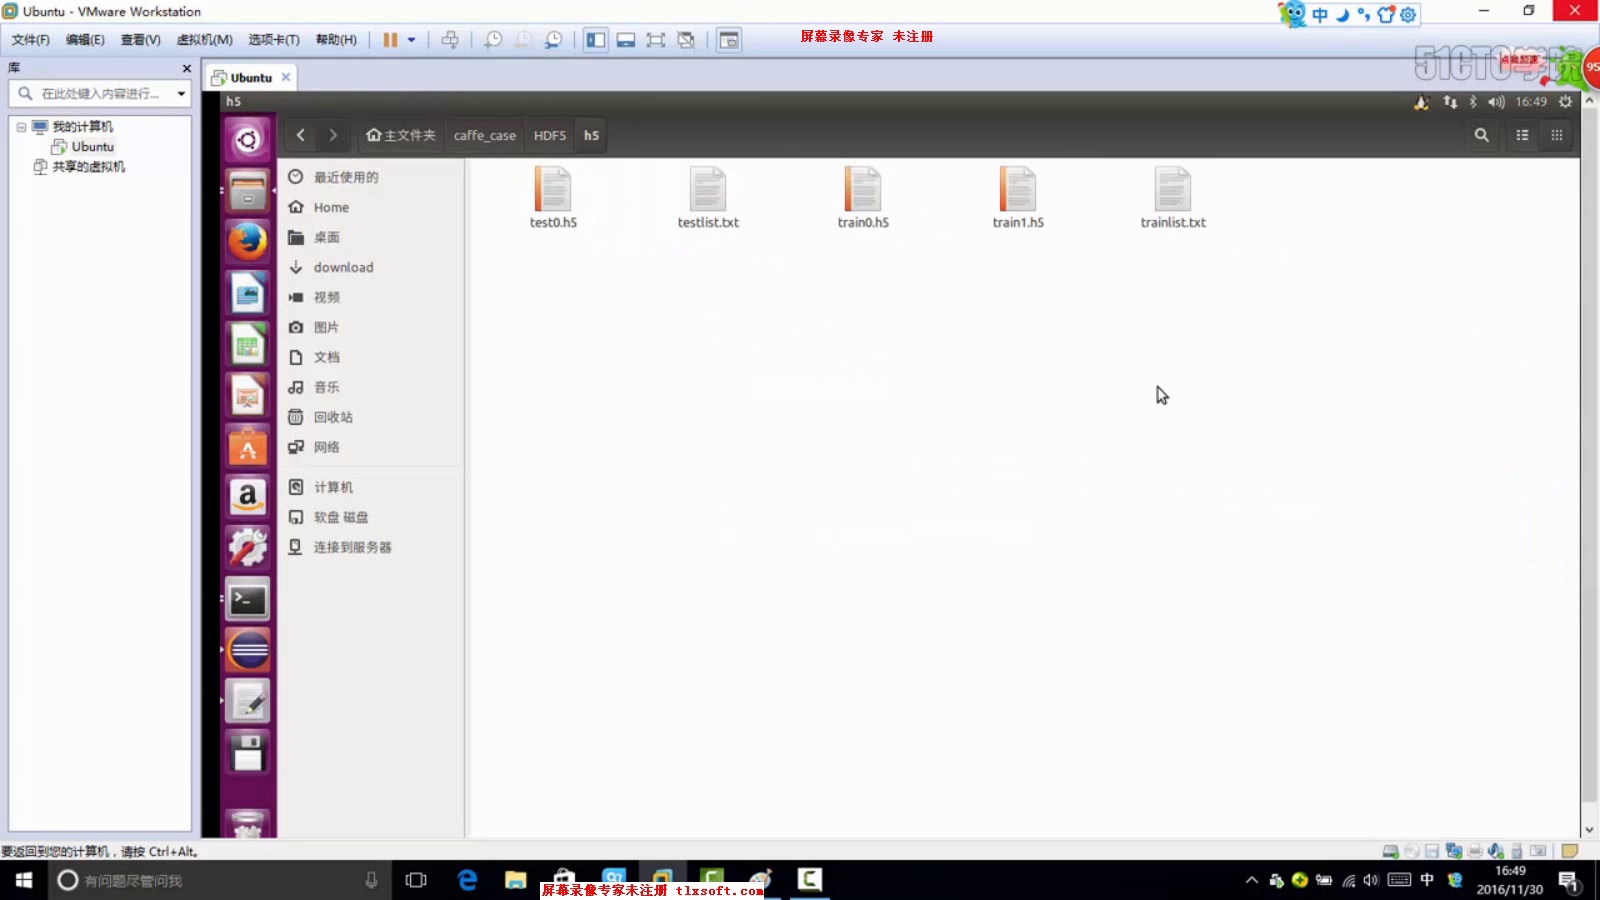 Ubuntu - VMware Workstation
中
文件(F) 编辑(E) 查看(V) 虚拟机(M) 选项卡(T) 帮助(H)
屏幕录像专家 未注册
51CTO学院
点我加速
95
库
Ubuntu
在此处键入内容进行...
h5
16:49
我的计算机
Ubuntu
共享的虚拟机
主文件夹 caffe_case HDF5 h5
最近使用的
Home
桌面
download
视频
图片
文档
音乐
回收站
网络
计算机
软盘 磁盘
连接到服务器
test0.h5
testlist.txt
train0.h5
train1.h5
trainlist.txt
要返回到您的计算机，请按 Ctrl+Alt。
有问题尽管问我
屏幕录像专家未注册 tlxsoft.com
中
16:49
2016/11/30
1